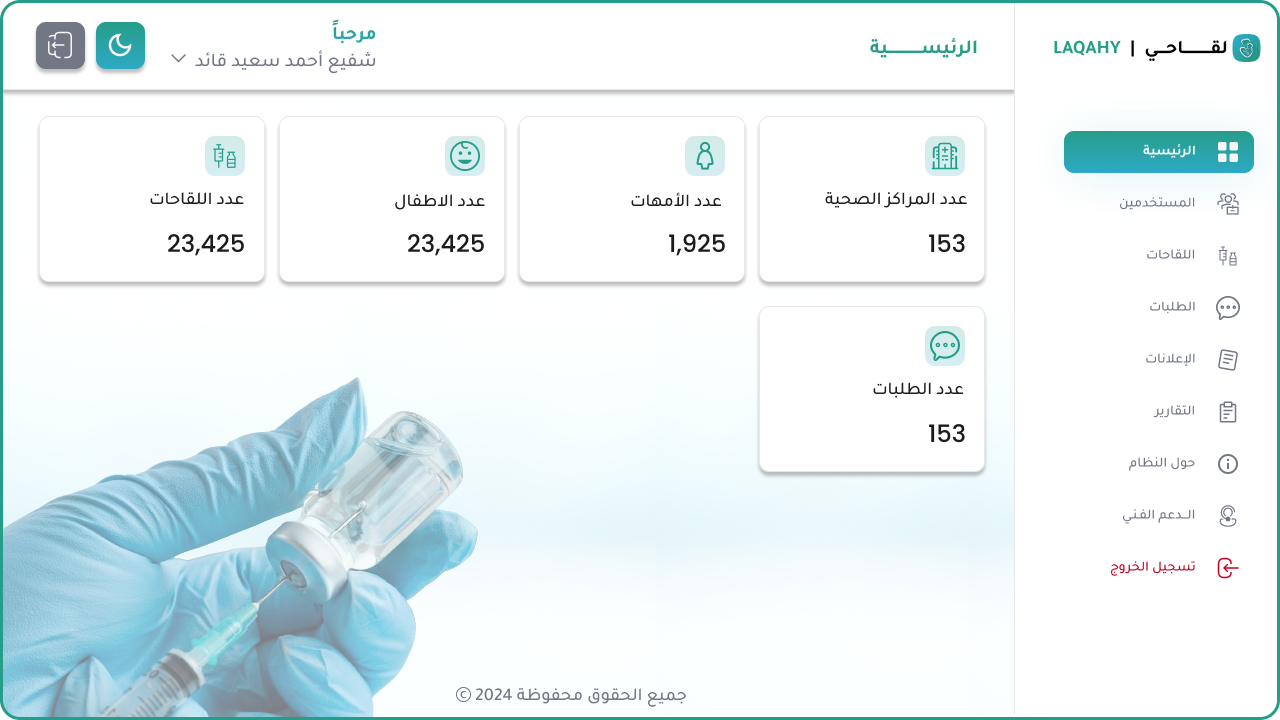 لقـــــاحـــي | LAQAHY
الرئيســـــية
مرحباً
شفيع أحمد سعيد قائد
الرئيسية
المستخدمين
اللقاحات
الطلبات
الإعلانات
التقارير
حول النظام
الـدعم الفـني
تسجيل الخروج
عدد المراكز الصحية
153
عدد الأمهات
1,925
عدد الاطفال
23,425
عدد اللقاحات
23,425
عدد الطلبات
153
جميع الحقوق محفوظة 2024 ©